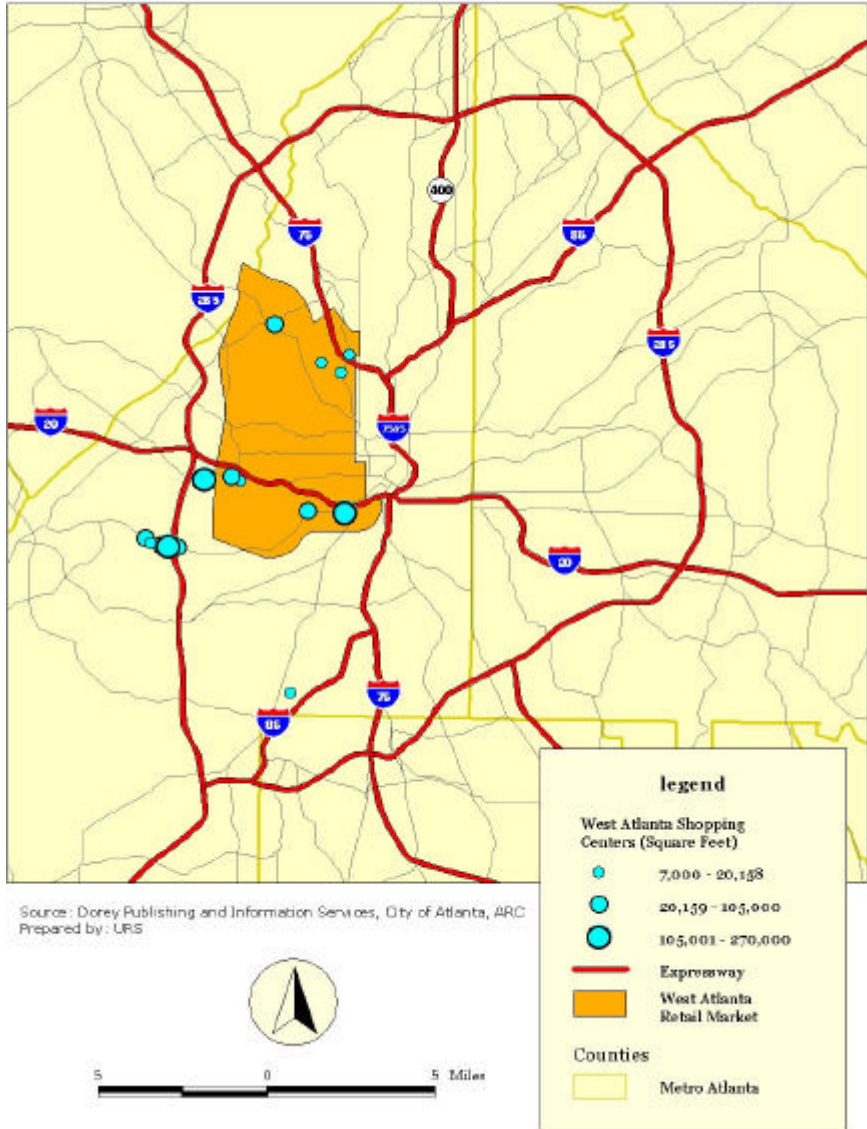 75
400
85
285
285
20
7585
20
85
75
legend
West Atlanta Shopping
Centers (Square Feet)
7,000 - 20,158
20,159 - 105,000
105,001 - 270,000
Expressway
West Atlanta
Retail Market
Counties
Metro Atlanta
Source: Dorey Publishing and Information Services, City of Atlanta, ARC
Prepared by: URS
5 0 5 Miles